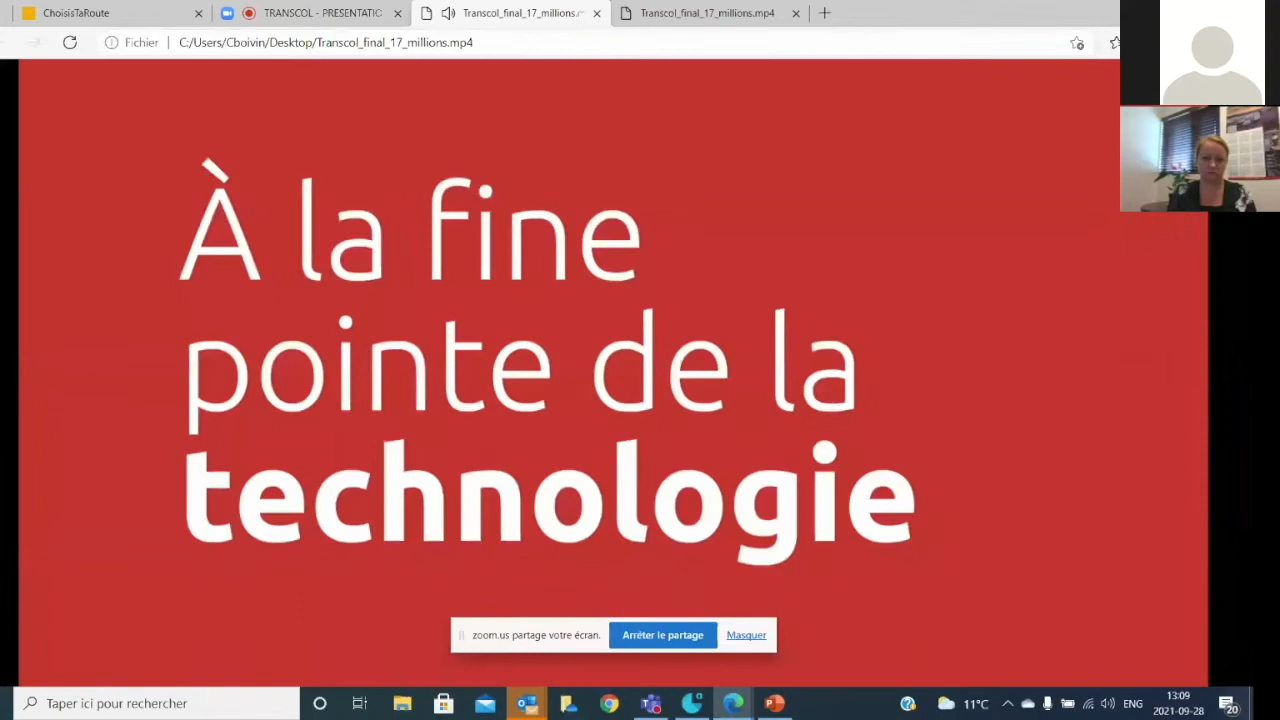 ChoisisTaRoute
TRANSCOL - PRESENTATIO
Transcol_final_17_millions.m
Transcol_final_17_millions.mp4
Fichier
C:/Users/Cboivin/Desktop/Transcol_final_17_millions.mp4
À la fine
pointe de la
technologie
zoom.us partage votre écran.
Arrêter le partage
Masquer
Taper ici pour rechercher
11°C
ENG
13:09
2021-09-28
20